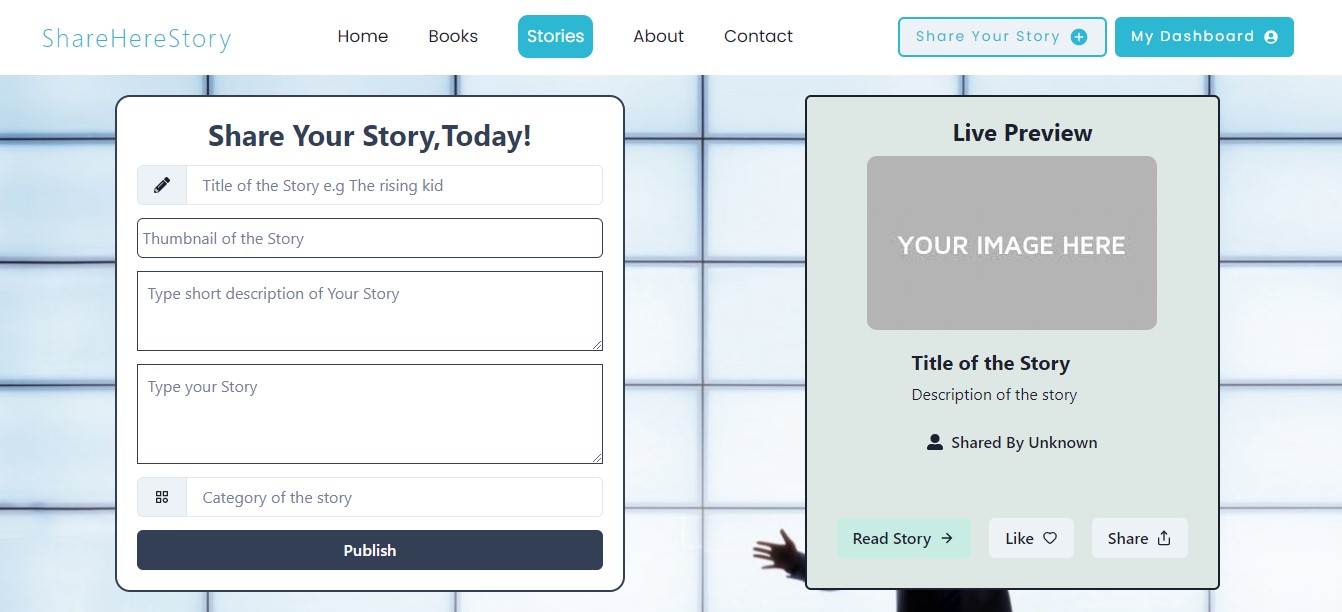 ShareHereStory
Home
Books
Stories
About
Contact
Share Your Story
My Dashboard
Share Your Story,Today!
Title of the Story e.g The rising kid
Thumbnail of the Story
Type short description of Your Story
Type your Story
Category of the story
Publish
Live Preview
YOUR IMAGE HERE
Title of the Story
Description of the story
Shared By Unknown
Read Story
Like
Share